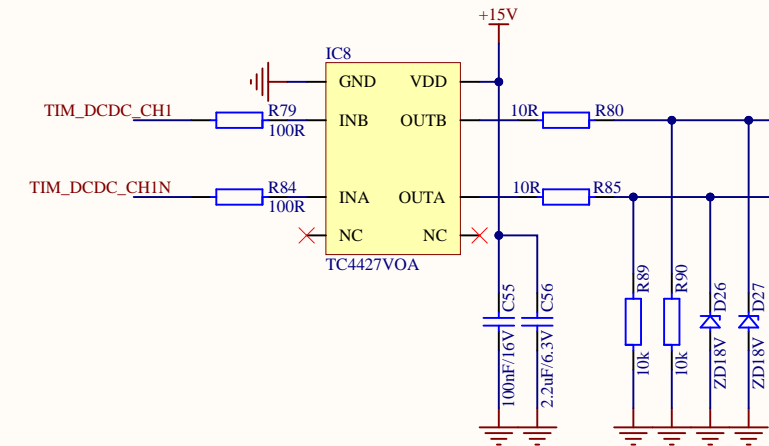 +15V
IC8
GND VDD
TIM_DCDC_CH1 R79 100R INB OUTB 10R R80
TIM_DCDC_CH1N R84 100R INA OUTA 10R R85
NC NC
TC4427VOA
C55 100nF/16V
C56 2.2uF/6.3V
R89 10k
R90 10k
D26 ZD18V
D27 ZD18V